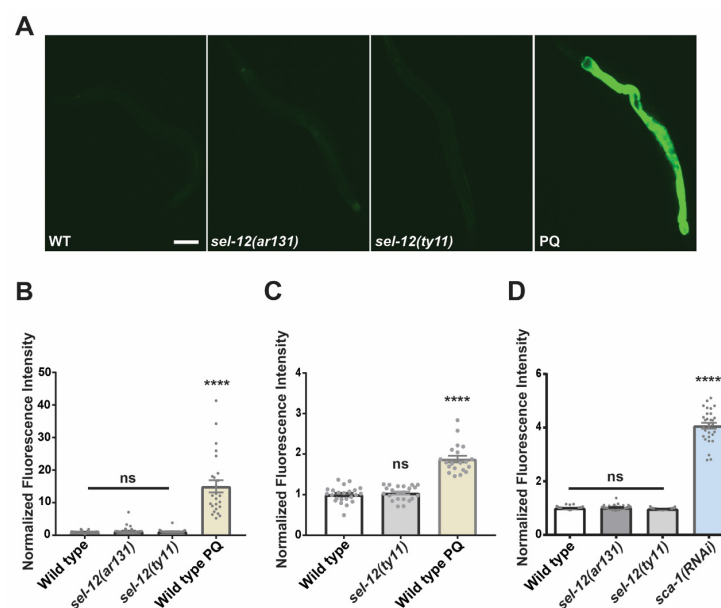 A
WT
sel-12(ar131)
sel-12(ty11)
PQ
B
C
D
Normalized Fluorescence Intensity
50
40
30
20
10
0
ns
****
Wild type
sel-12(ar131)
sel-12(ty11)
Wild type PQ
Normalized Fluorescence Intensity
4
3
2
1
0
ns
****
Wild type
sel-12(ty11)
Wild type PQ
Normalized Fluorescence Intensity
6
4
2
0
ns
****
Wild type
sel-12(ar131)
sel-12(ty11)
sca-1(RNAi)